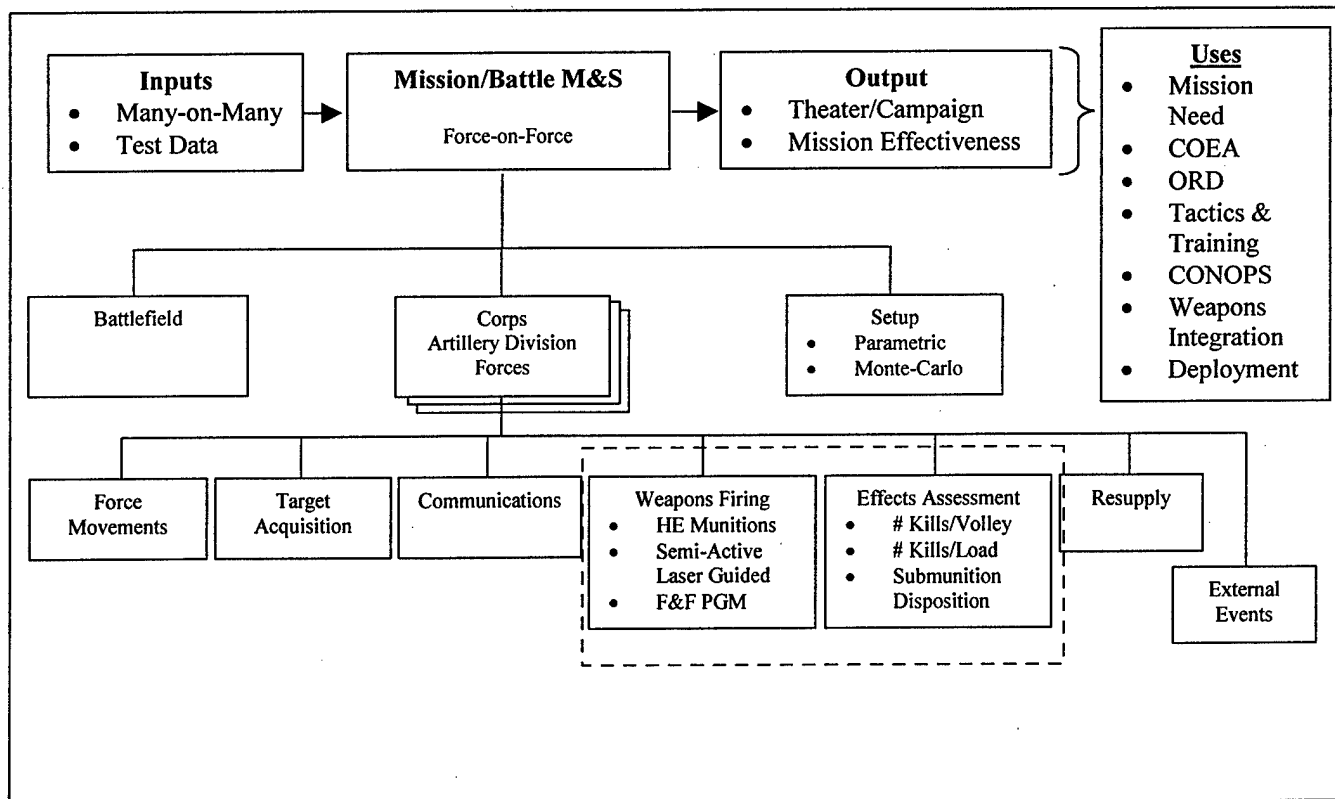 Inputs
• Many-on-Many
• Test Data
Mission/Battle M&S
Force-on-Force
Output
• Theater/Campaign
• Mission Effectiveness
Uses
• Mission
Need
• COEA
• ORD
• Tactics &
Training
• CONOPS
• Weapons
Integration
• Deployment
Battlefield
Corps
Artillery Division
Forces
Setup
• Parametric
• Monte-Carlo
Force
Movements
Target
Acquisition
Communications
Weapons Firing
• HE Munitions
• Semi-Active
Laser Guided
• F&F PGM
Effects Assessment
• # Kills/Volley
• # Kills/Load
• Submunition
Disposition
Resupply
External
Events